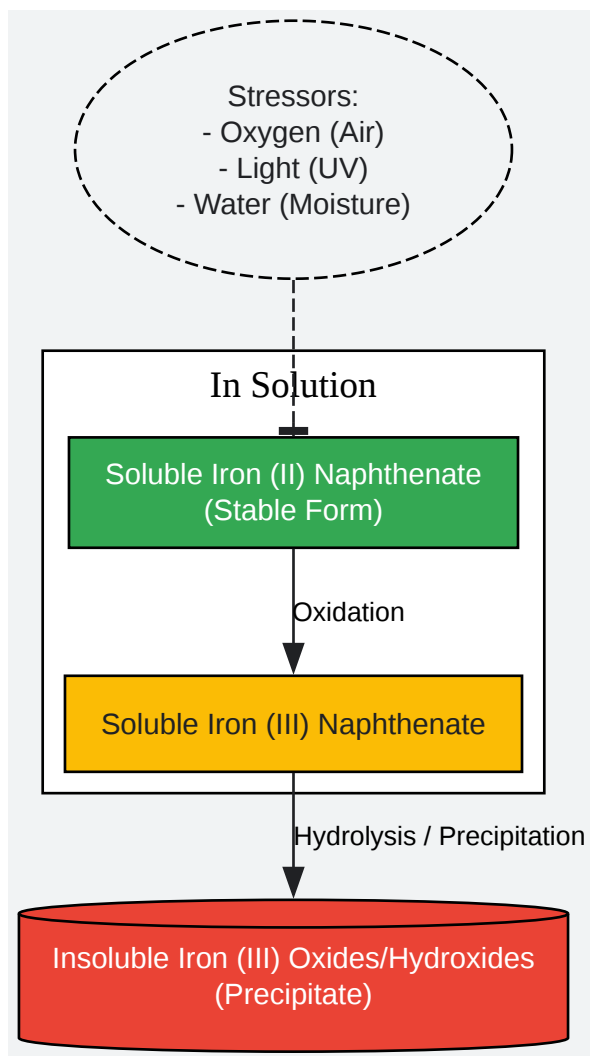 Stressors:
- Oxygen (Air)
- Light (UV)
- Water (Moisture)
In Solution
Soluble Iron (II) Naphthenate
(Stable Form)
Oxidation
Soluble Iron (III) Naphthenate
Hydrolysis / Precipitation
Insoluble Iron (III) Oxides/Hydroxides
(Precipitate)